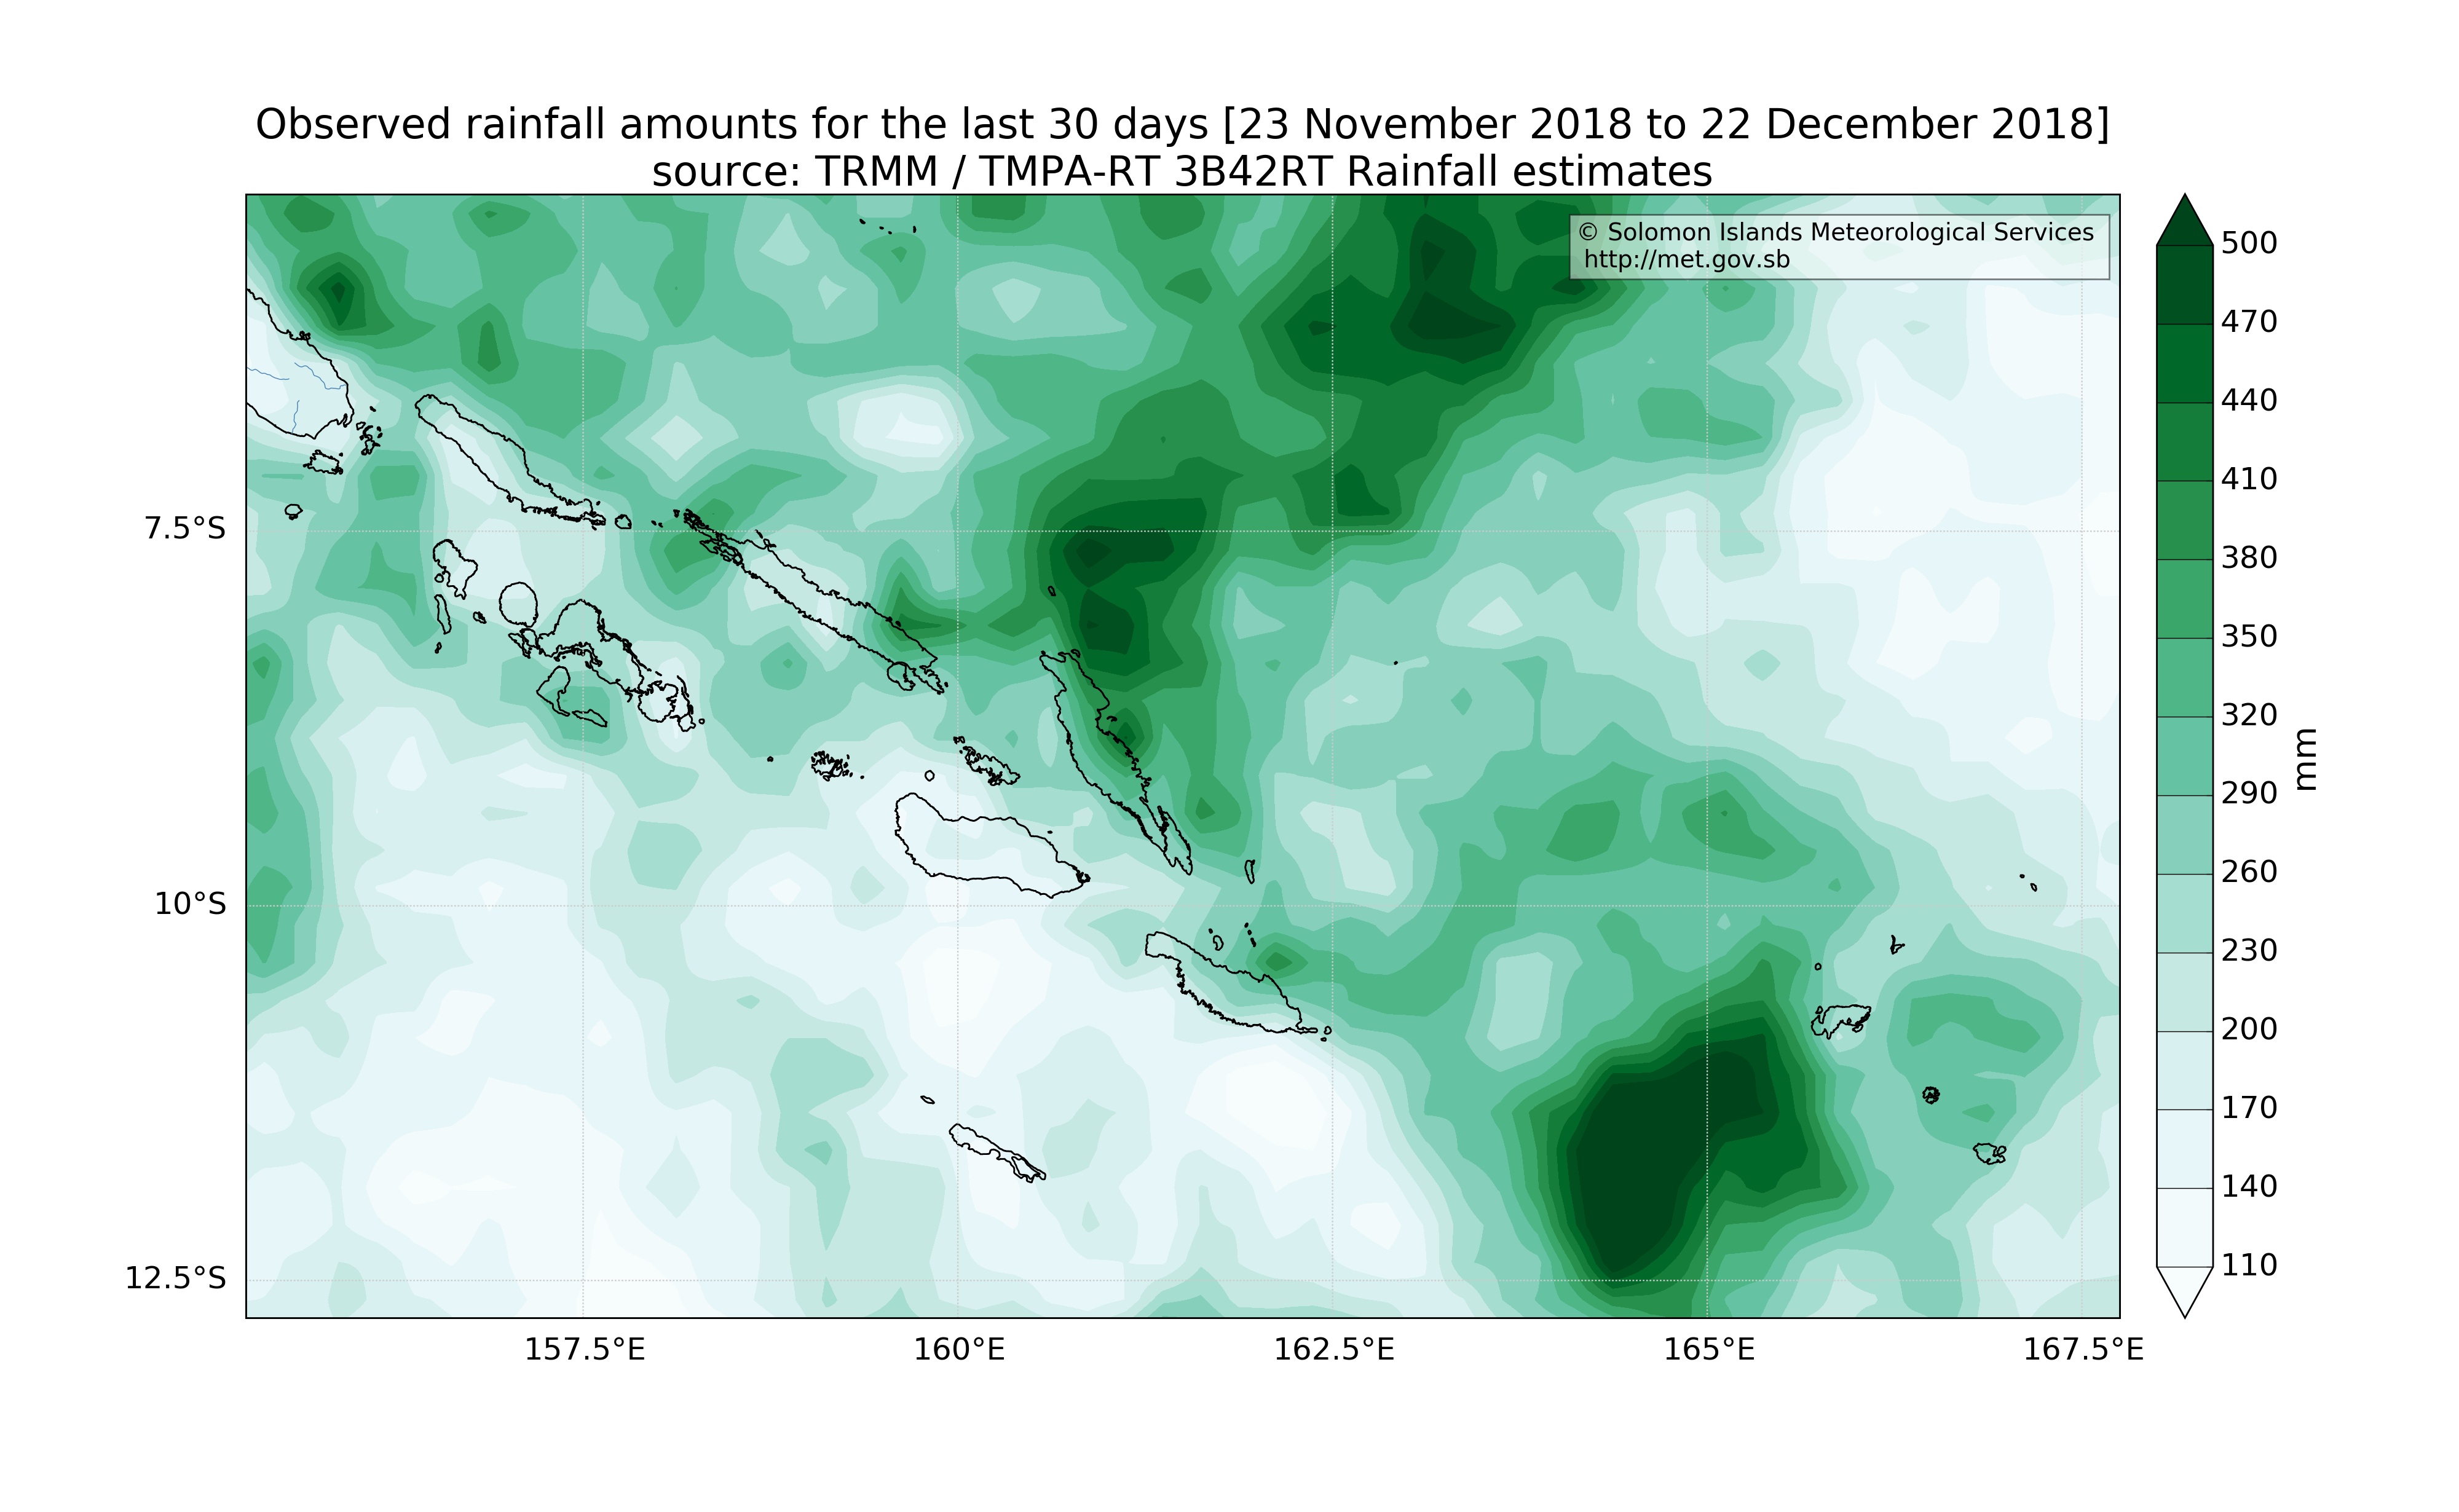 Observed rainfall amounts for the last 30 days [23 November 2018 to 22 December 2018]
source: TRMM / TMPA-RT 3B42RT Rainfall estimates
© Solomon Islands Meteorological Services
http://met.gov.sb
7.5°S
10°S
12.5°S
157.5°E
160°E
162.5°E
165°E
167.5°E
500
470
440
410
380
350
320
290
260
230
200
170
140
110
mm